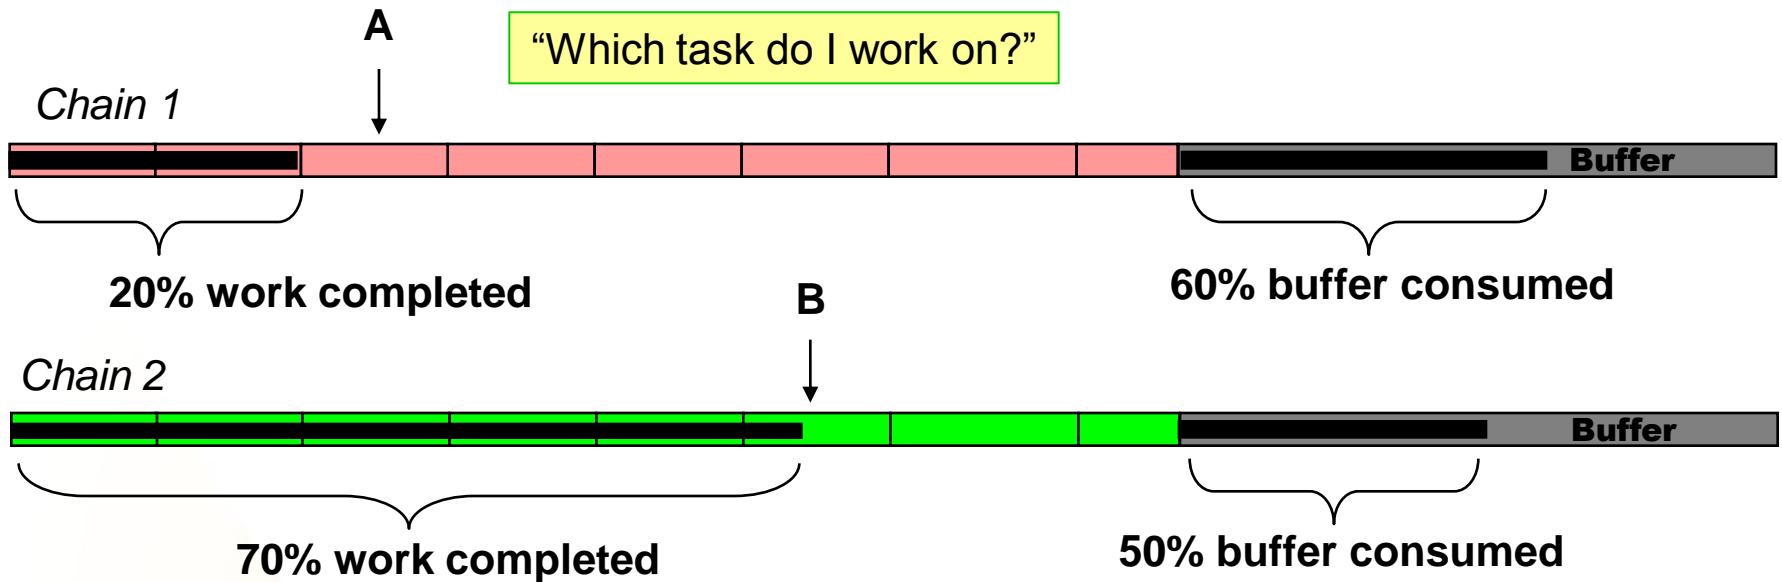 A
“Which task do I work on?”
Chain 1
Buffer
20% work completed
60% buffer consumed
B
Chain 2
Buffer
70% work completed
50% buffer consumed